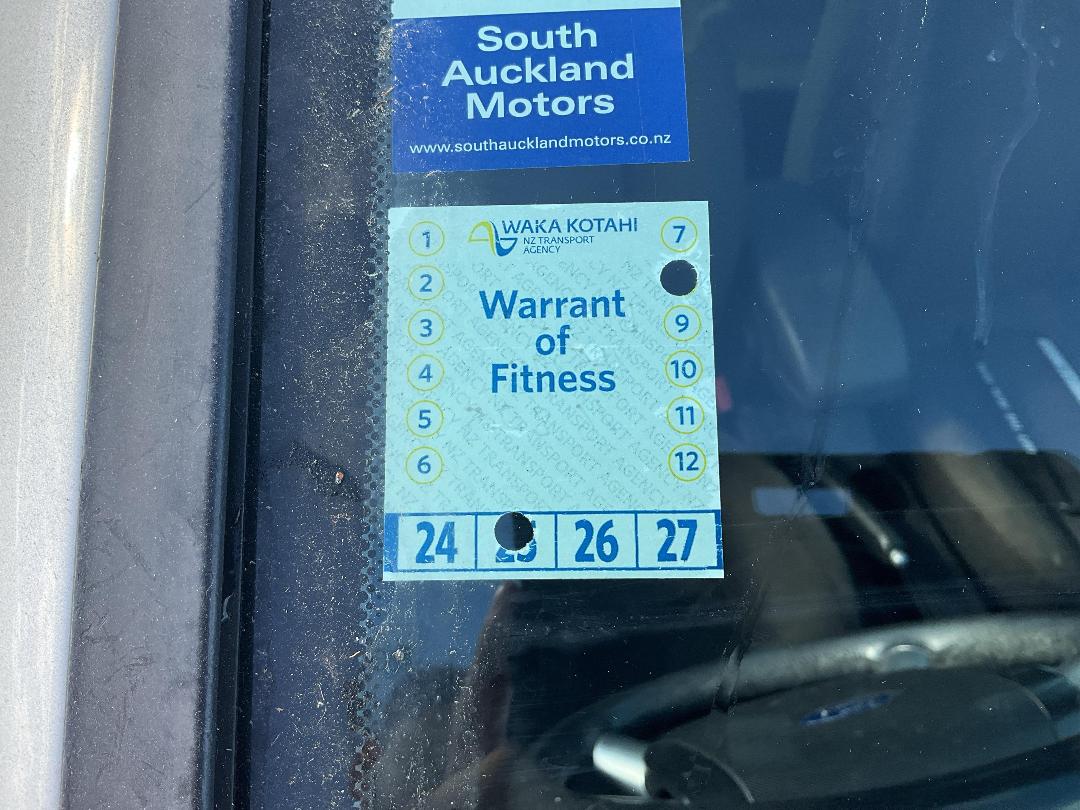 South
Auckland
Motors
www.southaucklandmotors.co.nz
1 WAKA KOTAHI 7
NZ TRANSPORT
AGENCY
2
Warrant
of
Fitness
3 9
4 10
5 11
6 12
24 25 26 27